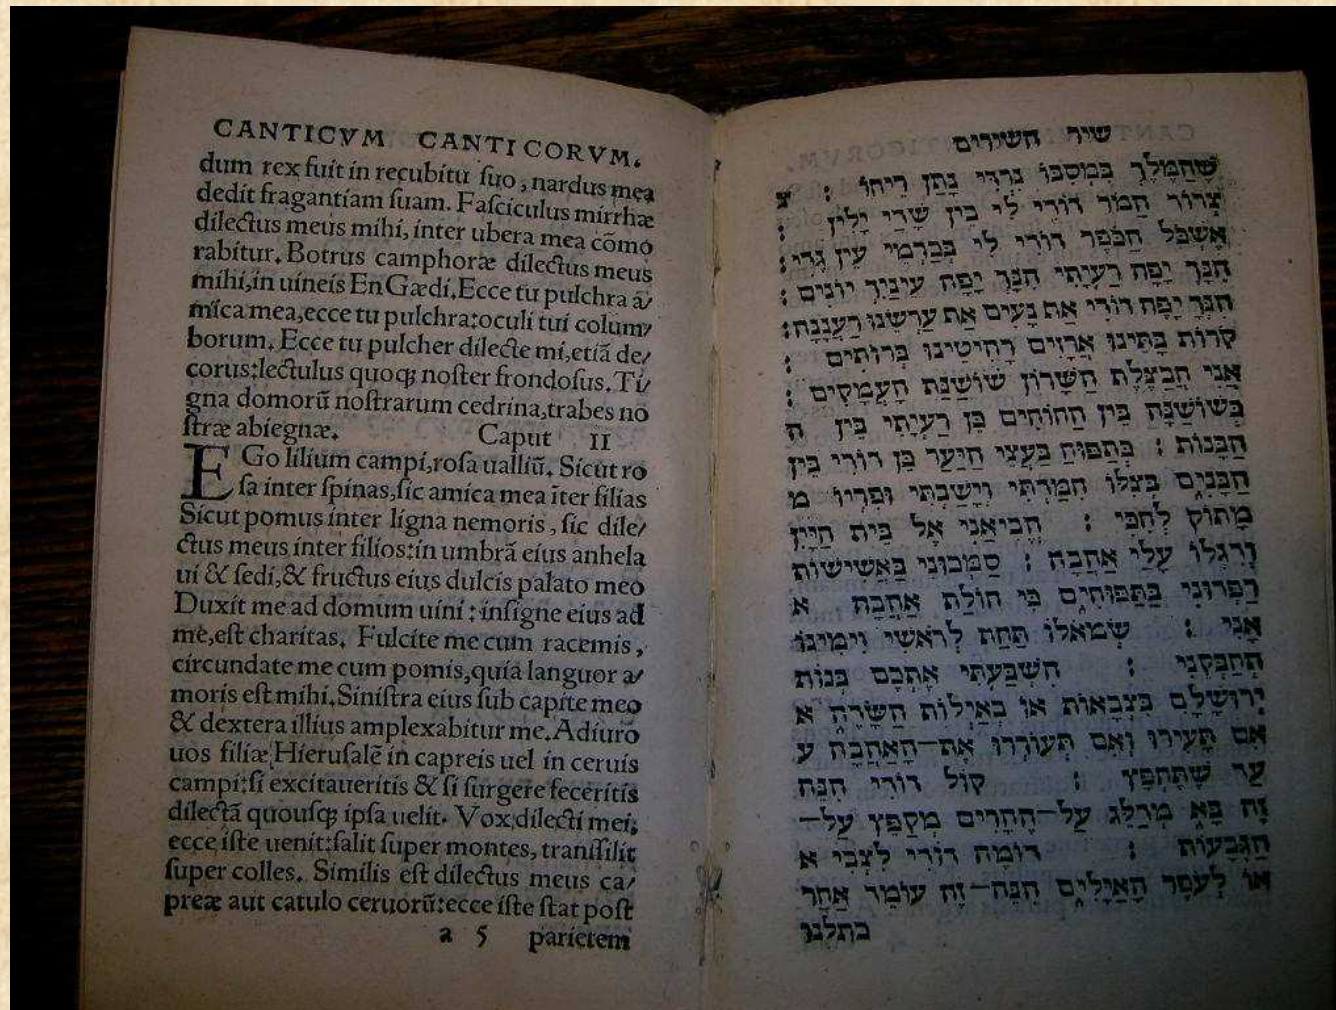 CANTICVM CANTICORVM.
dum rex fuit in recubitu ſuo, nardus mea
dedit fragantiam ſuam. Faſciculus mirrhæ
dilectus meus mihi, inter ubera mea cōmo
rabitur. Botrus camphoræ dilectus meus
mihi, in uineis EnGædi. Ecce tu pulchra a/
mica mea, ecce tu pulchra: oculi tui colum/
borum. Ecce tu pulcher dilecte mi, etiā de/
corus: lectulus quoq; noſter frondoſus. Ti/
gna domorū noſtrarum cedrina, trabes no
ſtræ abiegnæ. Caput II
EGo lilium campi, roſa ualliū. Sicut ro
ſa inter ſpinas, ſic amica mea īter filias
Sicut pomus inter ligna nemoris, ſic dile/
ctus meus inter filios: in umbrā eius anhela
ui & ſedi, & fructus eius dulcis palato meo
Duxit me ad domum uini: inſigne eius ad
me, eſt charitas. Fulcite me cum racemis,
circundate me cum pomis, quia languor a/
moris eſt mihi. Siniſtra eius ſub capite meo
& dextera illius amplexabitur me. Adiuro
uos filiæ Hieruſalē in capreis uel in ceruis
campi: ſi excitaueritis & ſi ſurgere feceritis
dilectā quouſq; ipſa uelit. Vox dilecti mei,
ecce iſte uenit: ſalit ſuper montes, tranſilit
ſuper colles. Similis eſt dilectus meus ca/
preæ aut catulo ceruorū: ecce iſte ſtat poſt
a 5 parietem
שיר השירים
שֶׁהַמֶּלֶךְ בִּמְסִבּוֹ נִרְדִּי נָתַן רֵיחוֹ : צ
צְרוֹר הַמֹּר דּוֹדִי לִי בֵּין שָׁדַי יָלִין :
אֶשְׁכֹּל הַכֹּפֶר דּוֹדִי לִי בְּכַרְמֵי עֵין גֶּדִי :
הִנָּךְ יָפָה רַעְיָתִי הִנָּךְ יָפָה עֵינַיִךְ יוֹנִים :
הִנְּךָ יָפֶה דוֹדִי אַף נָעִים אַף עַרְשֵׂנוּ רַעֲנָנָה :
קֹרוֹת בָּתֵּינוּ אֲרָזִים רָחִיטֵינוּ בְּרוֹתִים :
אֲנִי חֲבַצֶּלֶת הַשָּׁרוֹן שׁוֹשַׁנַּת הָעֲמָקִים :
כְּשׁוֹשַׁנָּה בֵּין הַחוֹחִים כֵּן רַעְיָתִי בֵּין ה
הַבָּנוֹת : כְּתַפּוּחַ בַּעֲצֵי הַיַּעַר כֵּן דּוֹדִי בֵּין
הַבָּנִים בְּצִלּוֹ חִמַּדְתִּי וְיָשַׁבְתִּי וּפִרְיוֹ מ
מָתוֹק לְחִכִּי : הֱבִיאַנִי אֶל בֵּית הַיַּיִן
וְדִגְלוֹ עָלַי אַהֲבָה : סַמְּכוּנִי בָּאֲשִׁישׁוֹת
רַפְּדוּנִי בַּתַּפּוּחִים כִּי חוֹלַת אַהֲבָה א
אָנִי : שְׂמֹאלוֹ תַּחַת לְרֹאשִׁי וִימִינוֹ
תְּחַבְּקֵנִי : הִשְׁבַּעְתִּי אֶתְכֶם בְּנוֹת
יְרוּשָׁלַםִ בִּצְבָאוֹת אוֹ בְּאַיְלוֹת הַשָּׂדֶה א
אִם תָּעִירוּ וְאִם תְּעוֹרְרוּ אֶת־הָאַהֲבָה ע
עַד שֶׁתֶּחְפָּץ : קוֹל דּוֹדִי הִנֵּה
זֶה בָּא מְדַלֵּג עַל־הֶהָרִים מְקַפֵּץ עַל־
הַגְּבָעוֹת : דּוֹמֶה דוֹדִי לִצְבִי א
אוֹ לְעֹפֶר הָאַיָּלִים הִנֵּה־זֶה עוֹמֵד אַחַר
כתלנו